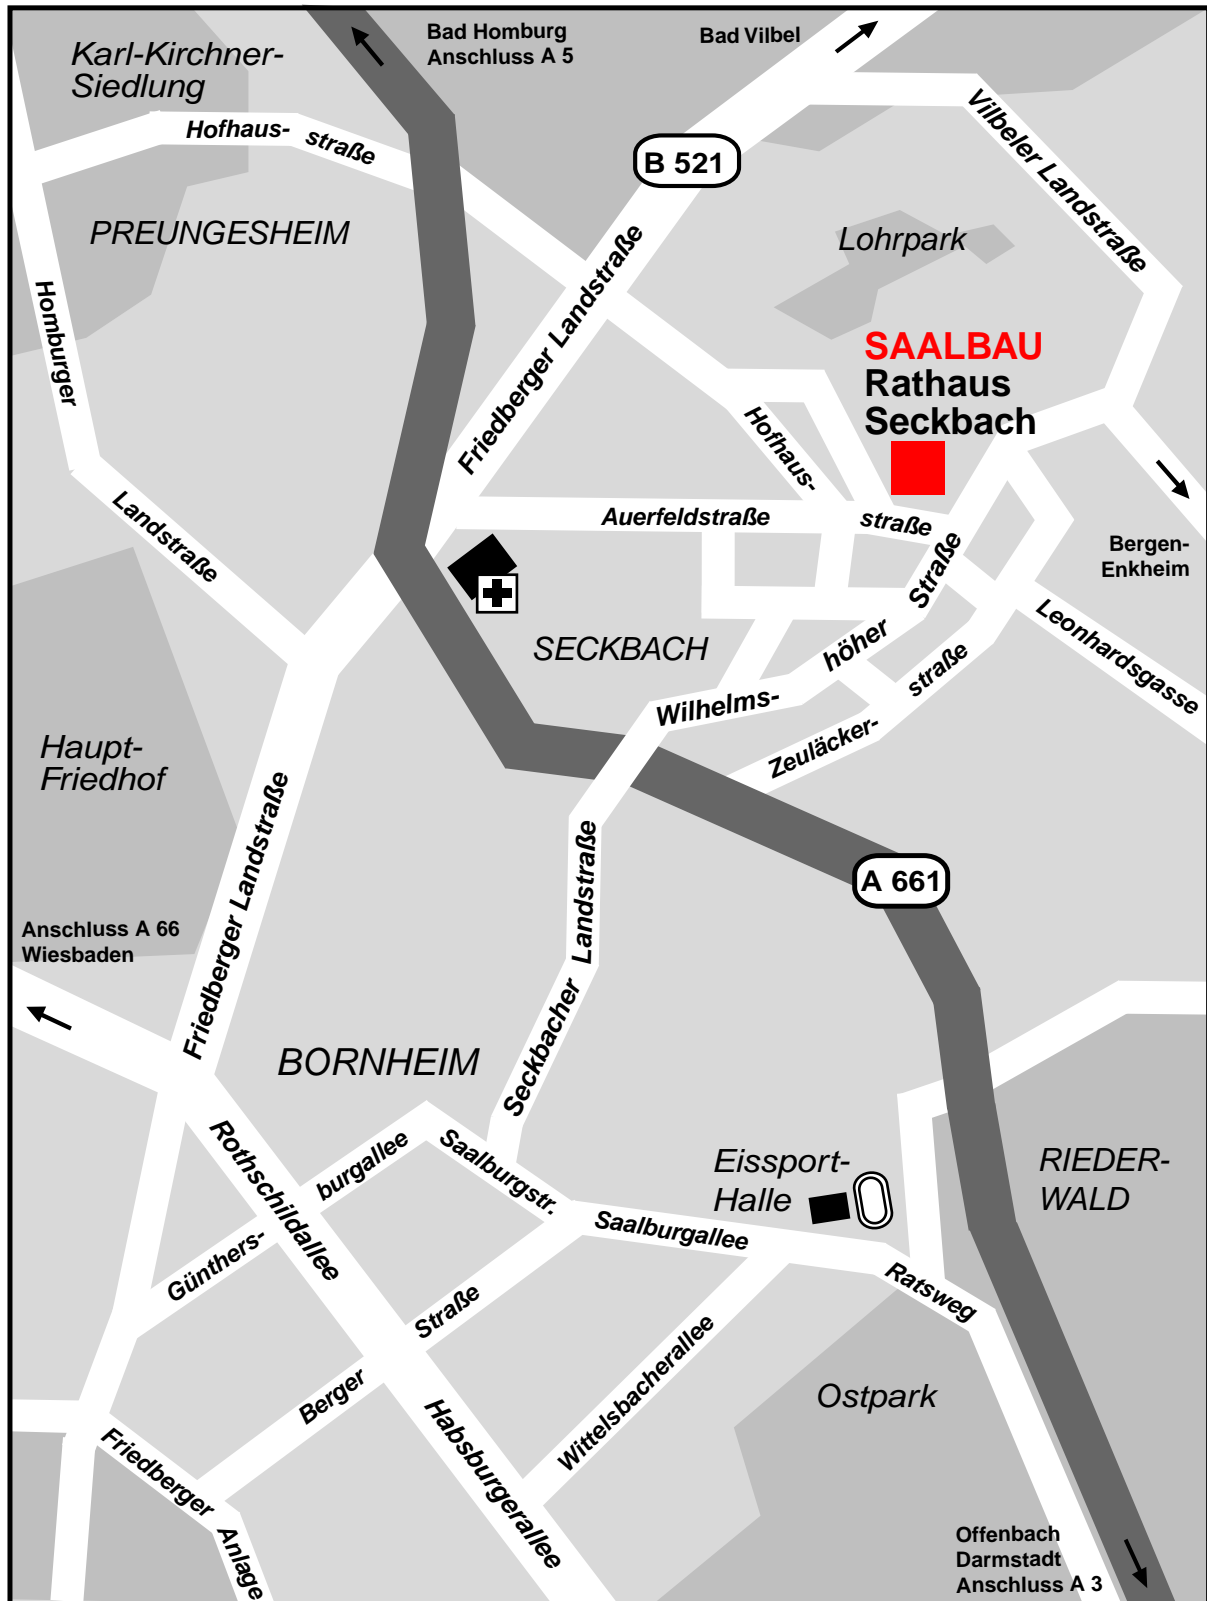 Bad Homburg
Anschluss A 5
Bad Vilbel
Karl-Kirchner-
Siedlung
Hofhaus-
straße
B 521
Vilbeler Landstraße
PREUNGESHEIM
Lohrpark
Homburger
Landstraße
Friedberger Landstraße
SAALBAU
Rathaus
Seckbach
Hofhaus-
straße
Auerfeldstraße
Bergen-
Enkheim
Straße
höher
Wilhelms-
Leonhardsgasse
SECKBACH
straße
Zeuläcker-
Haupt-
Friedhof
Friedberger Landstraße
Landstraße
Seckbacher
A 661
Anschluss A 66
Wiesbaden
BORNHEIM
Rothschildallee
burgallee
Günthers-
Saalburgstr.
Saalburgallee
Eissport-
Halle
RIEDER-
WALD
Ratsweg
Straße
Berger
Wittelsbacherallee
Ostpark
Habsburgerallee
Friedberger
Anlage
Offenbach
Darmstadt
Anschluss A 3